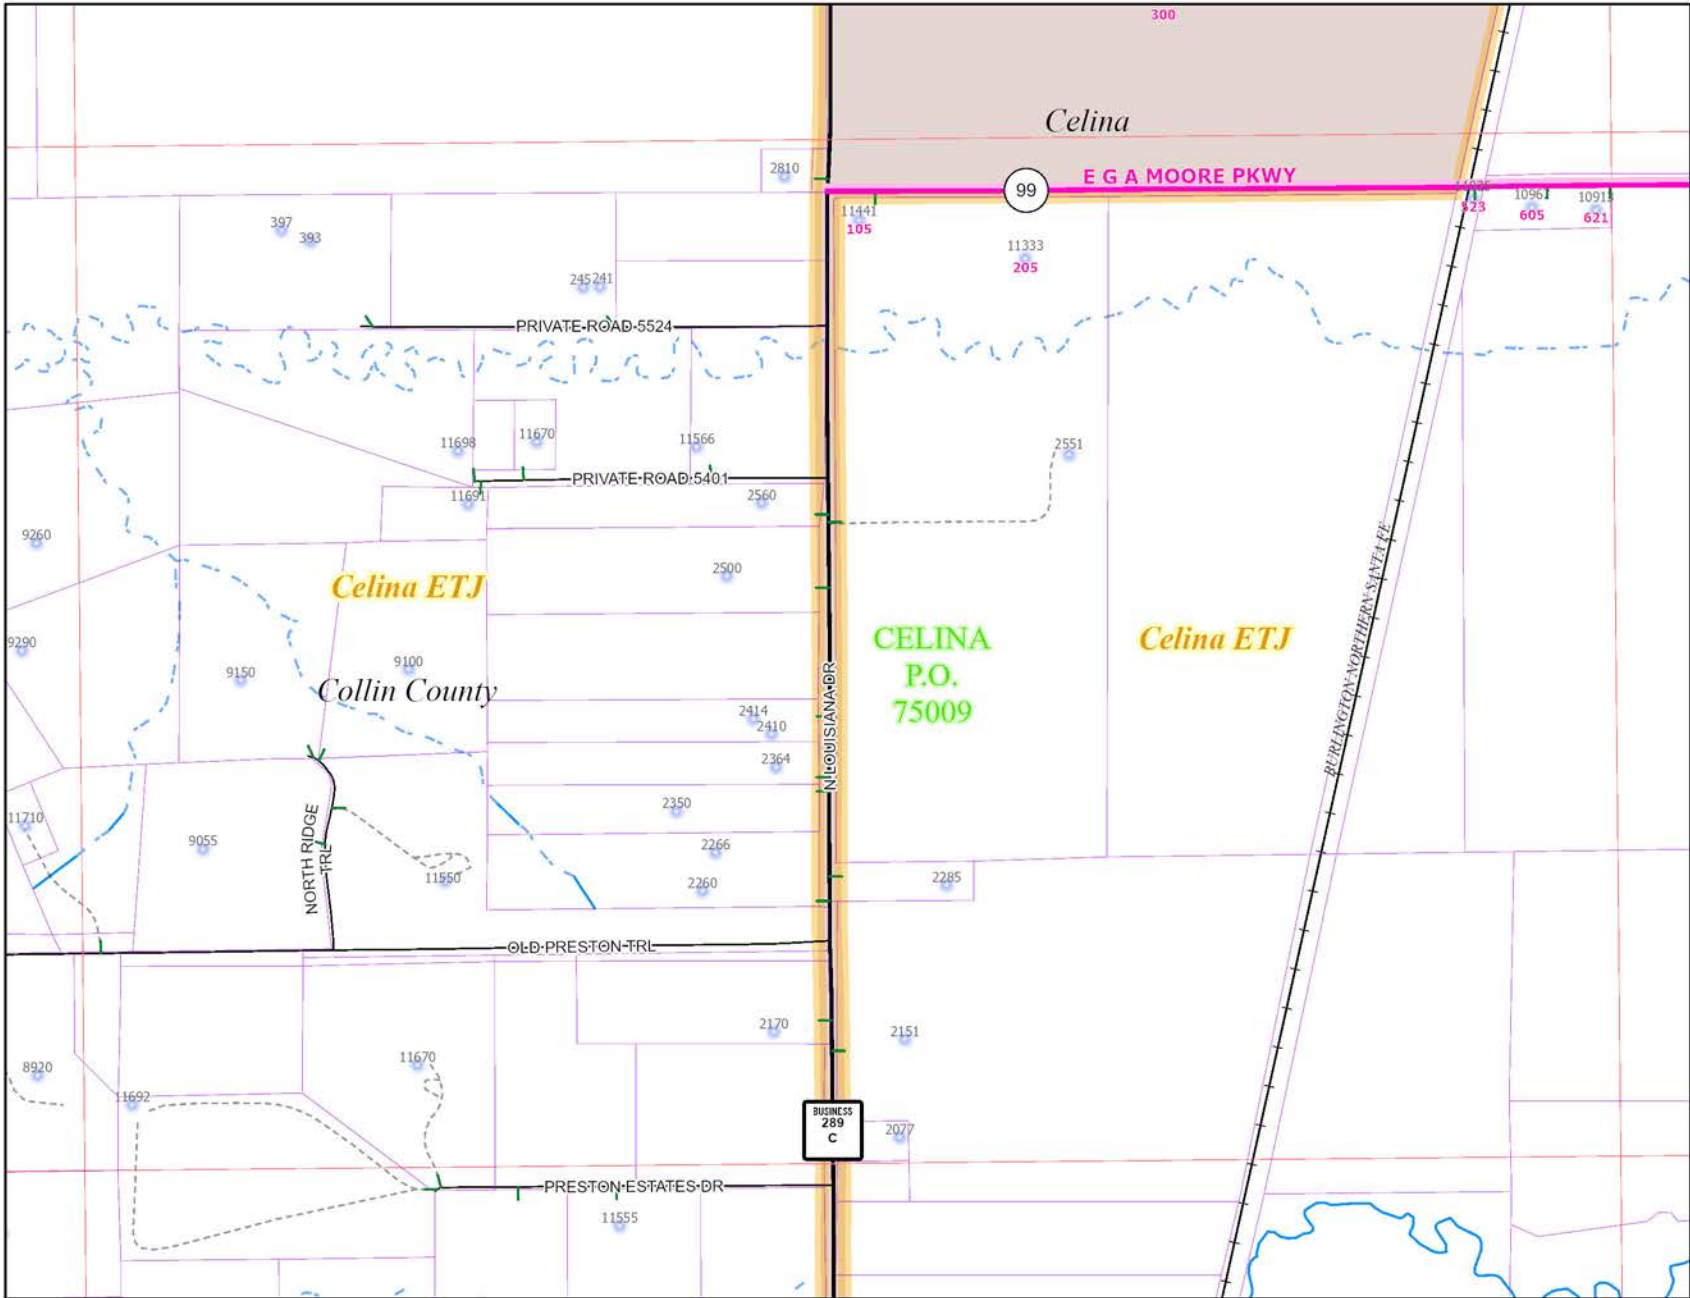 300
Celina
2810
E G A MOORE PKWY
99
11441
105
523
10961
605
10913
621
397
393
11333
205
245
241
PRIVATE ROAD 5524
11698
11670
11566
2551
PRIVATE ROAD 5401
11691
2560
9260
2500
Celina ETJ
9290
9150
9100
Collin County
CELINA
P.O.
75009
Celina ETJ
BURLINGTON NORTHERN SANTA FE
N LOUISIANA DR
2414
2410
2364
2350
11710
9055
NORTH RIDGE
TRL
11550
2266
2260
2285
OLD PRESTON TRL
2170
2151
8920
11670
11692
BUSINESS
289
C
2077
PRESTON ESTATES DR
11555